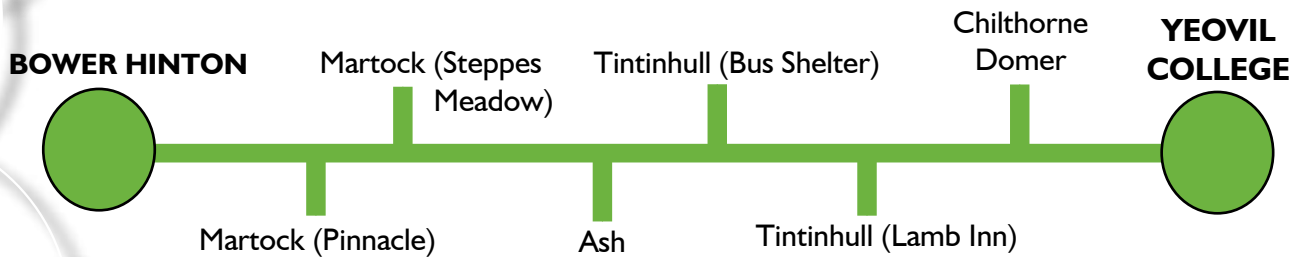 BOWER HINTON
Martock (Pinnacle)
Martock (Steppes
Meadow)
Ash
Tintinhull (Bus Shelter)
Tintinhull (Lamb Inn)
Chilthorne
Domer
YEOVIL
COLLEGE